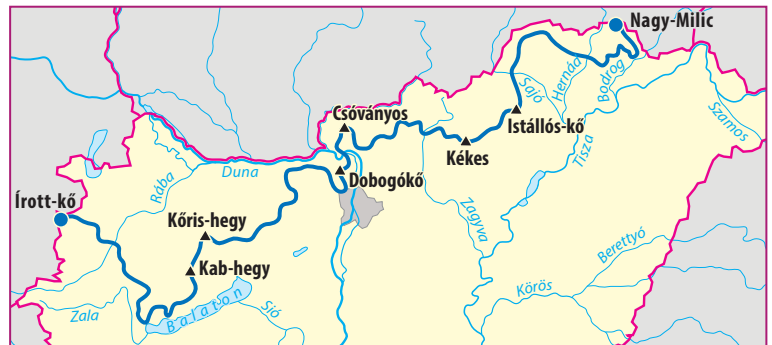 Nagy-Milic
Hernád
Bodrog
Sajó
Csóványos
Istállós-kő
Szamos
Kékes
Tisza
Duna
Dobogókő
Rába
Írott-kő
Zagyva
Kőris-hegy
Berettyó
Kab-hegy
Körös
Balaton
Sió
Zala